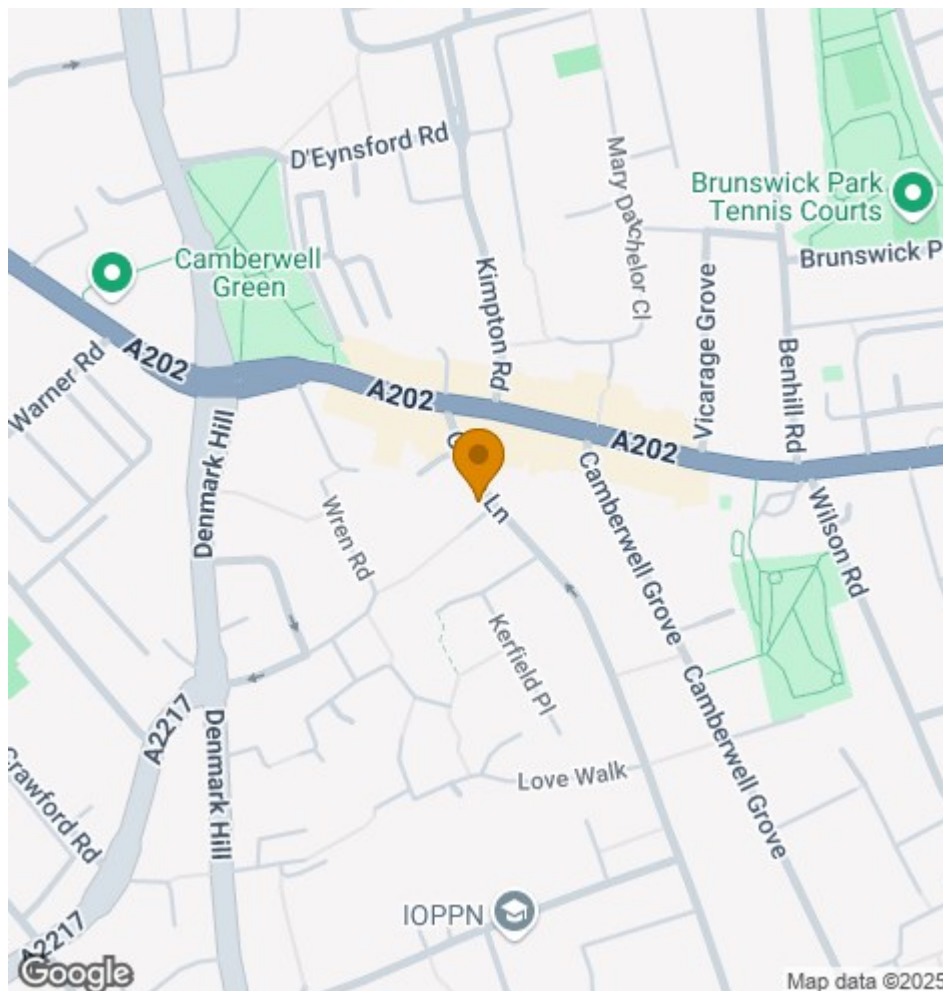 D'Eynsford Rd
Mary Datchelor Cl
Brunswick Park
Tennis Courts
Camberwell
Green
Kimpton Rd
Brunswick P
Vicarage Grove
Benhill Rd
Warner Rd
A202
A202
A202
Denmark Hill
Ln
Wren Rd
Camberwell Grove
Wilson Rd
Kerfield Pl
Camberwell Grove
A2217
Denmark Hill
Love Walk
Crawford Rd
IOPPN
A2217
Google
Map data ©2025